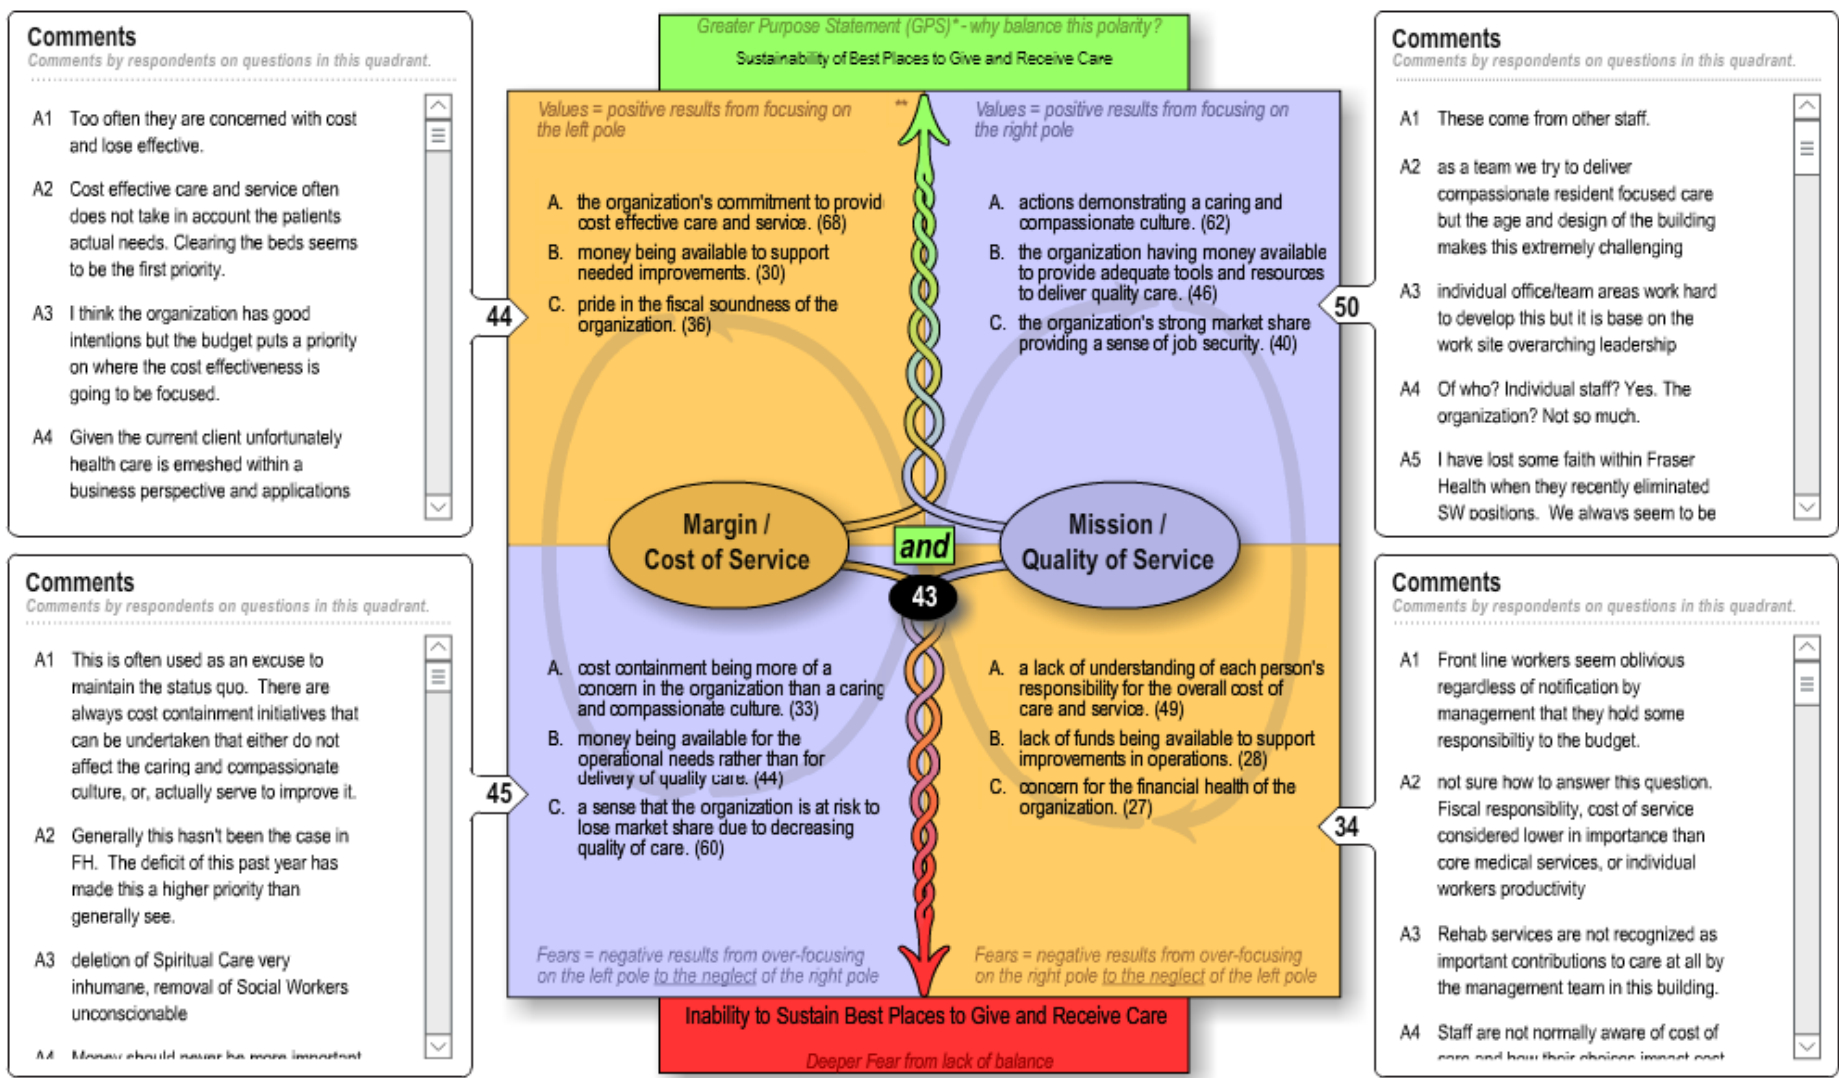 Greater Purpose Statement (GPS)* - why balance this polarity?
Sustainability of Best Places to Give and Receive Care
Comments
Comments by respondents on questions in this quadrant.
A1 Too often they are concerned with cost
and lose effective.
A2 Cost effective care and service often
does not take in account the patients
actual needs. Clearing the beds seems
to be the first priority.
A3 I think the organization has good
intentions but the budget puts a priority
on where the cost effectiveness is
going to be focused.
A4 Given the current client unfortunately
health care is emeshed within a
business perspective and applications
44
Values = positive results from focusing on
the left pole
**
A. the organization's commitment to provid
cost effective care and service. (68)
B. money being available to support
needed improvements. (30)
C. pride in the fiscal soundness of the
organization. (36)
Values = positive results from focusing on
the right pole
A. actions demonstrating a caring and
compassionate culture. (62)
B. the organization having money available
to provide adequate tools and resources
to deliver quality care. (46)
C. the organization's strong market share
providing a sense of job security. (40)
50
Comments
Comments by respondents on questions in this quadrant.
A1 These come from other staff.
A2 as a team we try to deliver
compassionate resident focused care
but the age and design of the building
makes this extremely challenging
A3 individual office/team areas work hard
to develop this but it is base on the
work site overarching leadership
A4 Of who? Individual staff? Yes. The
organization? Not so much.
A5 I have lost some faith within Fraser
Health when they recently eliminated
SW positions. We always seem to be
Margin /
Cost of Service
and
Mission /
Quality of Service
43
Comments
Comments by respondents on questions in this quadrant.
A1 This is often used as an excuse to
maintain the status quo. There are
always cost containment initiatives that
can be undertaken that either do not
affect the caring and compassionate
culture, or, actually serve to improve it.
A2 Generally this hasn't been the case in
FH. The deficit of this past year has
made this a higher priority than
generally see.
A3 deletion of Spiritual Care very
inhumane, removal of Social Workers
unconscionable
A4 Money should never be more important
45
A. cost containment being more of a
concern in the organization than a caring
and compassionate culture. (33)
B. money being available for the
operational needs rather than for
delivery of quality care. (44)
C. a sense that the organization is at risk to
lose market share due to decreasing
quality of care. (60)
Fears = negative results from over-focusing
on the left pole to the neglect of the right pole
A. a lack of understanding of each person's
responsibility for the overall cost of
care and service. (49)
B. lack of funds being available to support
improvements in operations. (28)
C. concern for the financial health of the
organization. (27)
Fears = negative results from over-focusing
on the right pole to the neglect of the left pole
34
Comments
Comments by respondents on questions in this quadrant.
A1 Front line workers seem oblivious
regardless of notification by
management that they hold some
responsibiltiy to the budget.
A2 not sure how to answer this question.
Fiscal responsiblity, cost of service
considered lower in importance than
core medical services, or individual
workers productivity
A3 Rehab services are not recognized as
important contributions to care at all by
the management team in this building.
A4 Staff are not normally aware of cost of
care and how their choices impact cost
Inability to Sustain Best Places to Give and Receive Care
Deeper Fear from lack of balance